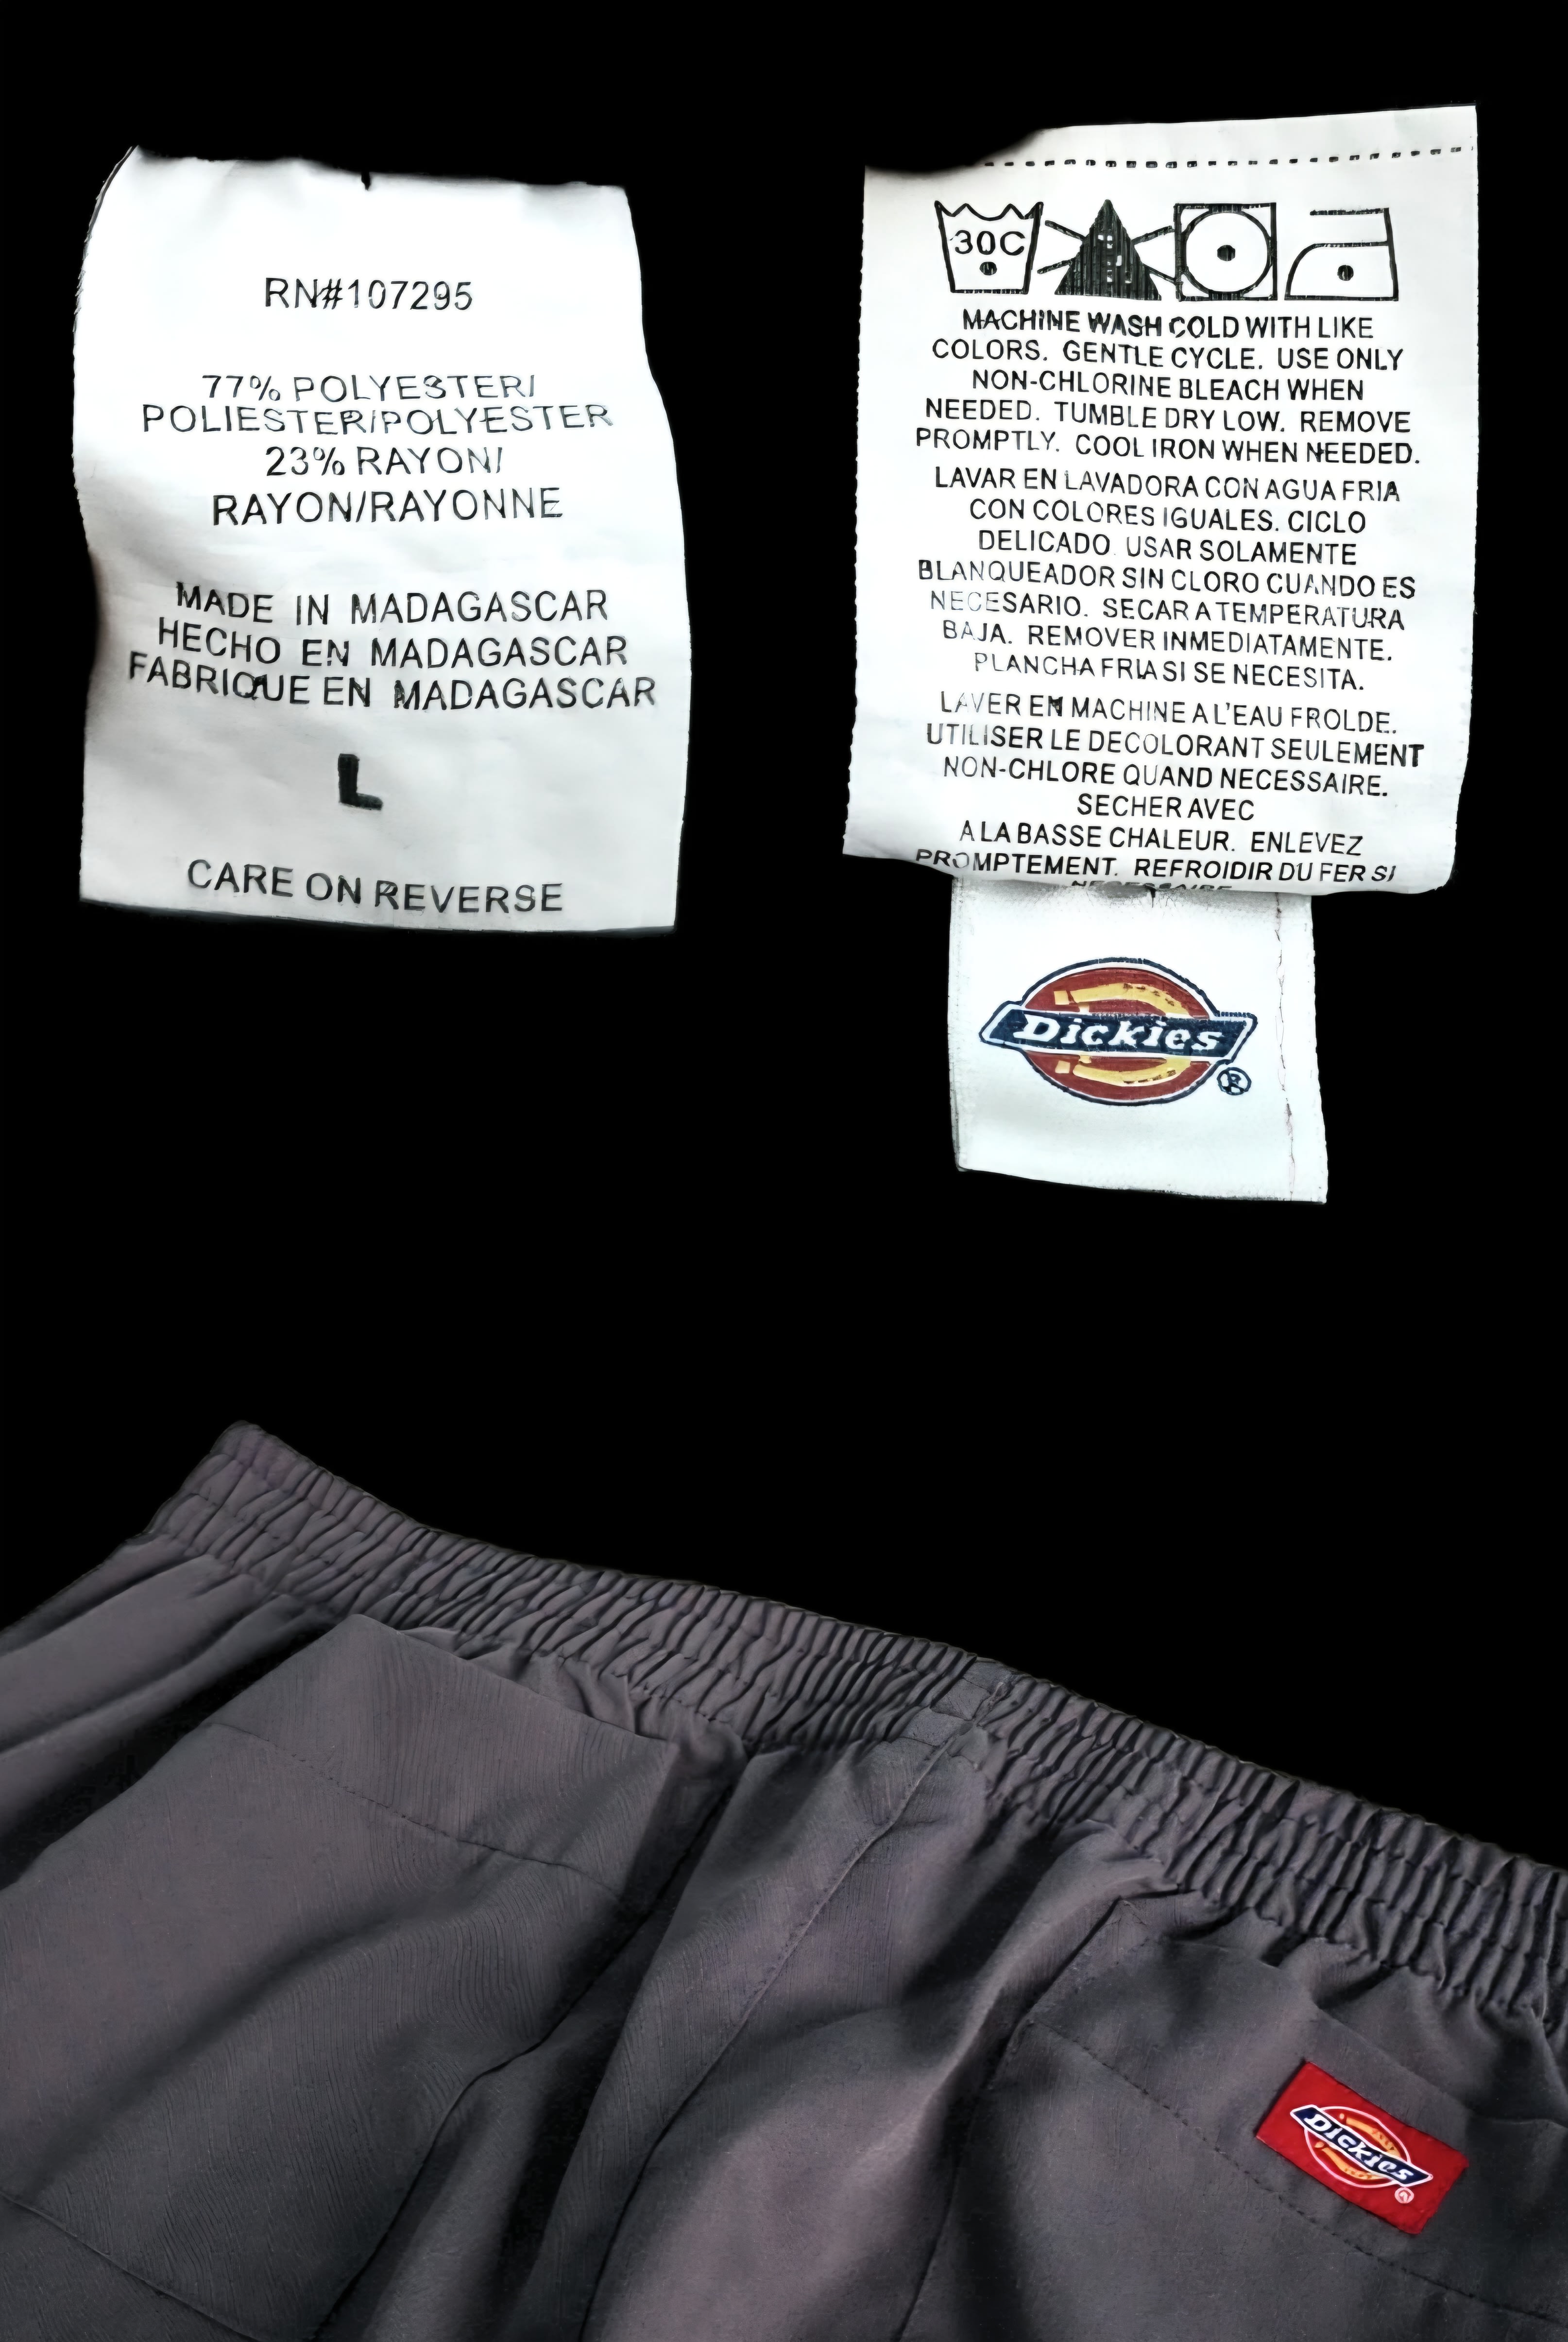 RN#107295
77% POLYESTER/
POLIESTER/POLYESTER
23% RAYON/
RAYON/RAYONNE
MADE IN MADAGASCAR
HECHO EN MADAGASCAR
FABRIQUE EN MADAGASCAR
L
CARE ON REVERSE
30C
MACHINE WASH COLD WITH LIKE
COLORS. GENTLE CYCLE. USE ONLY
NON-CHLORINE BLEACH WHEN
NEEDED. TUMBLE DRY LOW. REMOVE
PROMPTLY. COOL IRON WHEN NEEDED.
LAVAR EN LAVADORA CON AGUA FRIA
CON COLORES IGUALES. CICLO
DELICADO. USAR SOLAMENTE
BLANQUEADOR SIN CLORO CUANDO ES
NECESARIO. SECAR A TEMPERATURA
BAJA. REMOVER INMEDIATAMENTE.
PLANCHA FRIA SI SE NECESITA.
LAVER EN MACHINE A L'EAU FROLDE.
UTILISER LE DECOLORANT SEULEMENT
NON-CHLORE QUAND NECESSAIRE.
SECHER AVEC
A LA BASSE CHALEUR. ENLEVEZ
PROMPTEMENT. REFROIDIR DU FER SI
NECESSAIRE
Dickies
®
Dickies
®